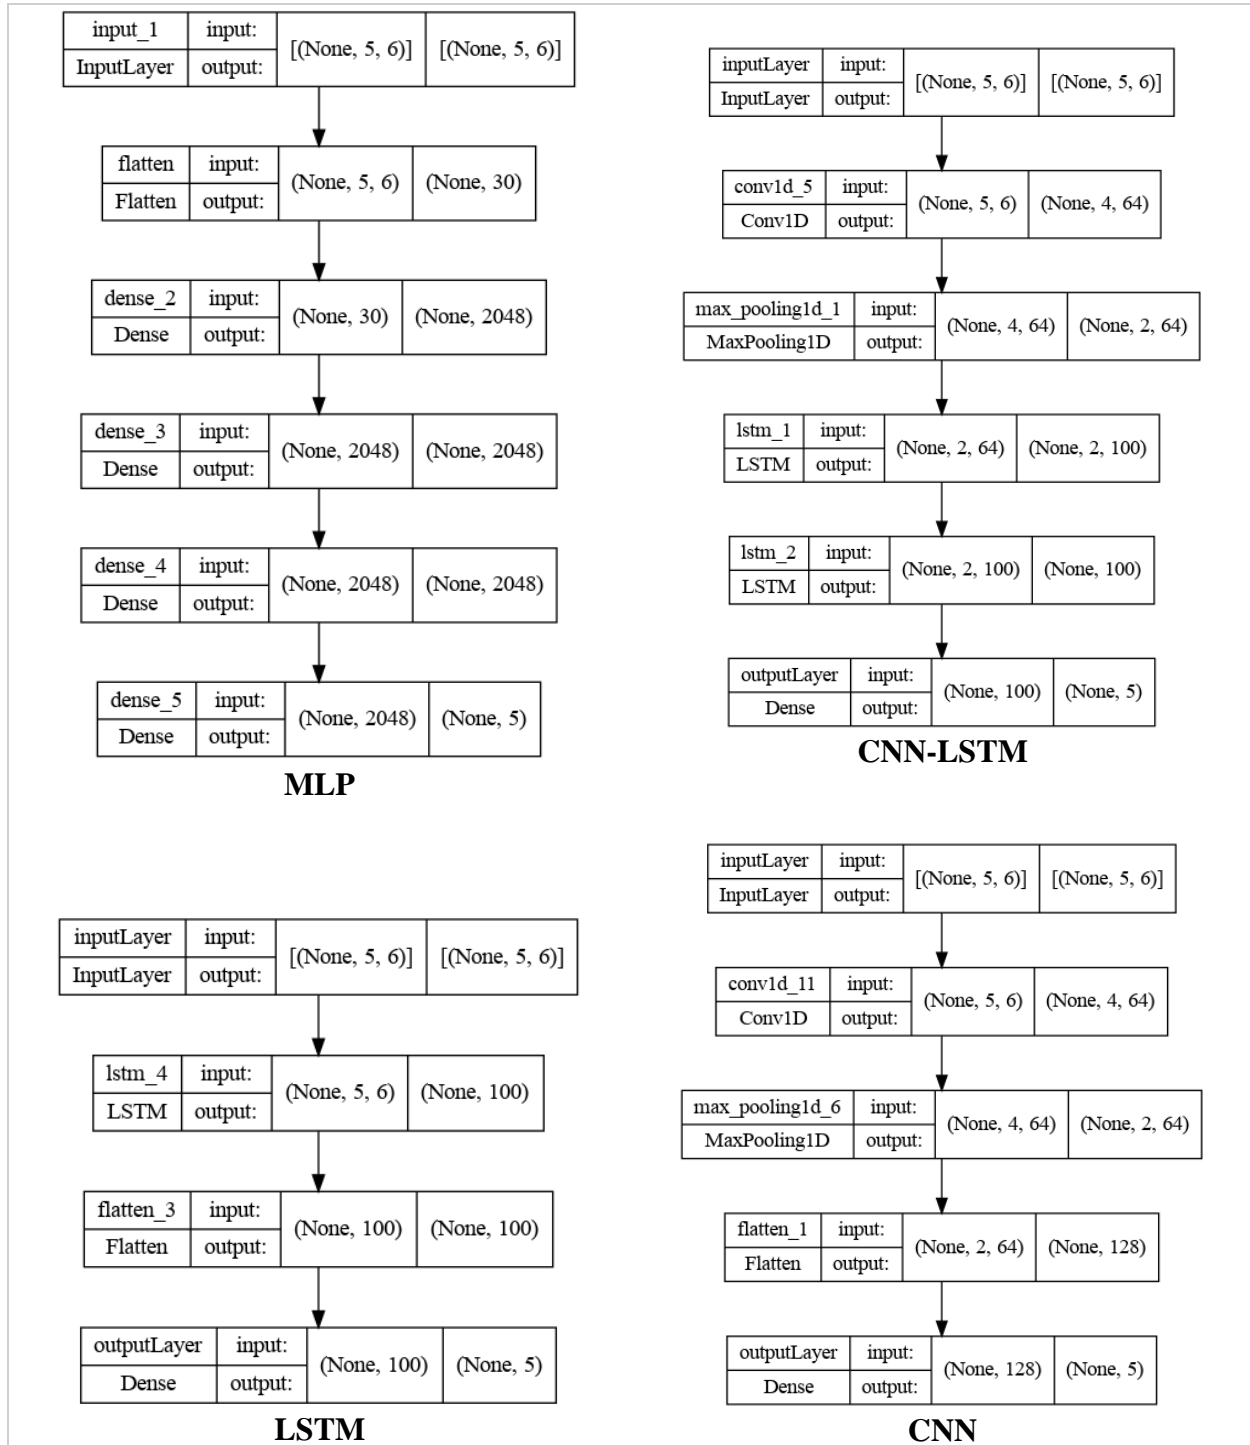 input_1 input: [(None, 5, 6)] [(None, 5, 6)]
InputLayer output:
flatten input: (None, 5, 6) (None, 30)
Flatten output:
dense_2 input: (None, 30) (None, 2048)
Dense output:
dense_3 input: (None, 2048) (None, 2048)
Dense output:
dense_4 input: (None, 2048) (None, 2048)
Dense output:
dense_5 input: (None, 2048) (None, 5)
Dense output:
MLP
inputLayer input: [(None, 5, 6)] [(None, 5, 6)]
InputLayer output:
conv1d_5 input: (None, 5, 6) (None, 4, 64)
Conv1D output:
max_pooling1d_1 input: (None, 4, 64) (None, 2, 64)
MaxPooling1D output:
lstm_1 input: (None, 2, 64) (None, 2, 100)
LSTM output:
lstm_2 input: (None, 2, 100) (None, 100)
LSTM output:
outputLayer input: (None, 100) (None, 5)
Dense output:
CNN-LSTM
inputLayer input: [(None, 5, 6)] [(None, 5, 6)]
InputLayer output:
lstm_4 input: (None, 5, 6) (None, 100)
LSTM output:
flatten_3 input: (None, 100) (None, 100)
Flatten output:
outputLayer input: (None, 100) (None, 5)
Dense output:
LSTM
inputLayer input: [(None, 5, 6)] [(None, 5, 6)]
InputLayer output:
conv1d_11 input: (None, 5, 6) (None, 4, 64)
Conv1D output:
max_pooling1d_6 input: (None, 4, 64) (None, 2, 64)
MaxPooling1D output:
flatten_1 input: (None, 2, 64) (None, 128)
Flatten output:
outputLayer input: (None, 128) (None, 5)
Dense output:
CNN